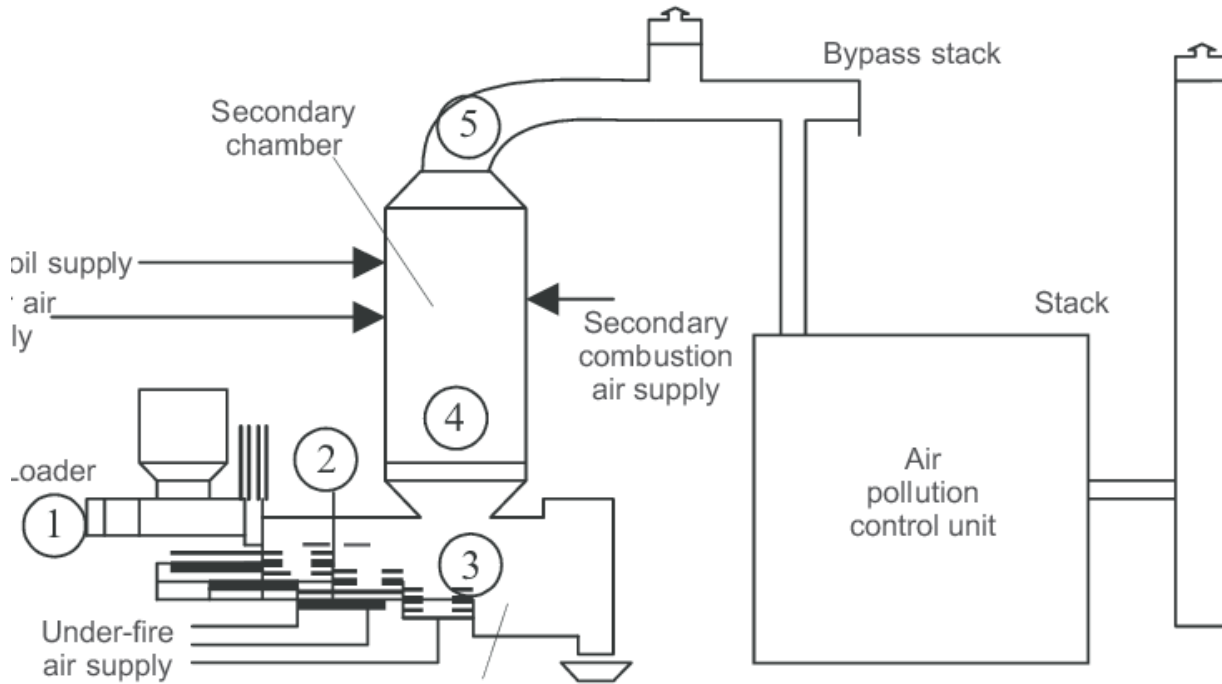 Bypass stack
Secondary
chamber
5
oil supply
air
Secondary
combustion
air supply
Stack
4
2
Loader
1
3
Air
pollution
control unit
Under-fire
air supply